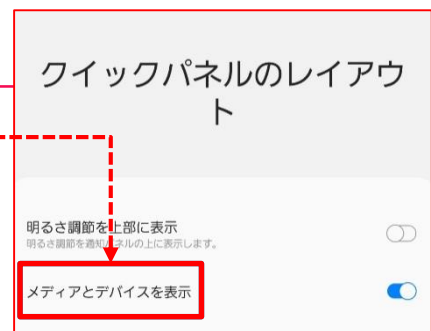 クイックパネルのレイアウ
ト
明るさ調節を上部に表示
明るさ調節を通知パネルの上に表示します。
メディアとデバイスを表示